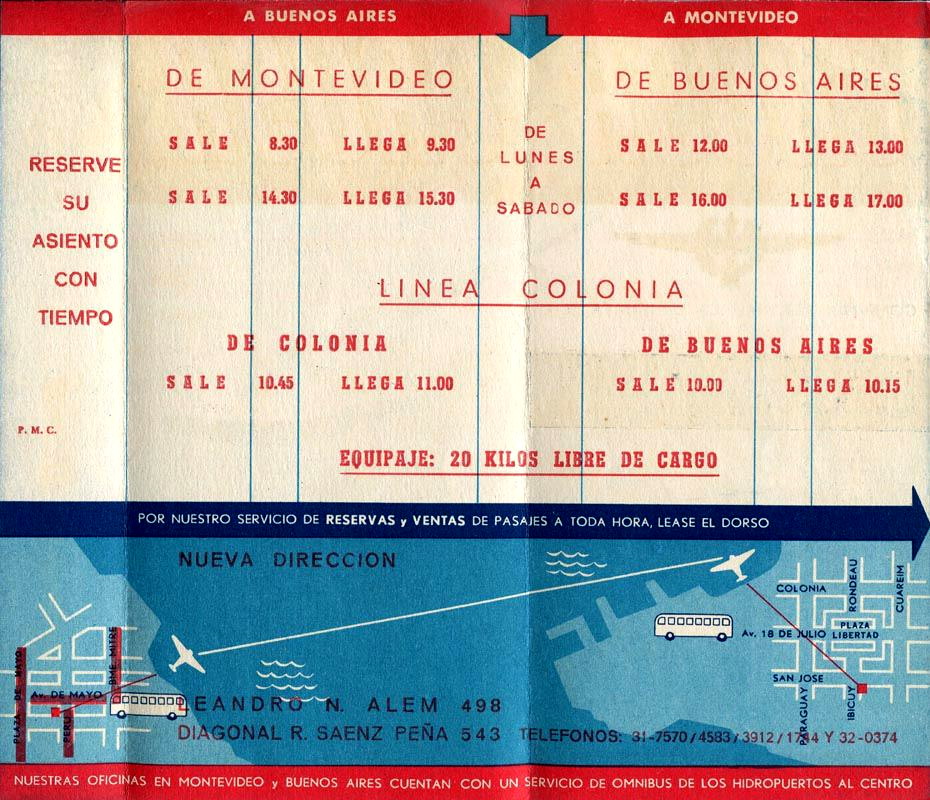 A BUENOS AIRES
A MONTEVIDEO
DE MONTEVIDEO
SALE 8.30 LLEGA 9.30
SALE 14.30 LLEGA 15.30
DE
LUNES
A
SABADO
DE BUENOS AIRES
SALE 12.00 LLEGA 13.00
SALE 16.00 LLEGA 17.00
RESERVE
SU
ASIENTO
CON
TIEMPO
P. M. C.
LINEA COLONIA
DE COLONIA
SALE 10.45 LLEGA 11.00
DE BUENOS AIRES
SALE 10.00 LLEGA 10.15
EQUIPAJE: 20 KILOS LIBRE DE CARGO
POR NUESTRO SERVICIO DE RESERVAS y VENTAS DE PASAJES A TODA HORA, LEASE EL DORSO
NUEVA DIRECCION
COLONIA
RONDEAU
CUAREIM
Av. 18 DE JULIO
PLAZA
LIBERTAD
SAN JOSE
PARAGUAY
IBICUY
PLAZA DE MAYO
BME. MITRE
Av. DE MAYO
PERU
LEANDRO N. ALEM 498
DIAGONAL R. SAENZ PEÑA 543 TELEFONOS: 31-7570/4583/3912/1744 Y 32-0374
NUESTRAS OFICINAS EN MONTEVIDEO y BUENOS AIRES CUENTAN CON UN SERVICIO DE OMNIBUS DE LOS HIDROPUERTOS AL CENTRO